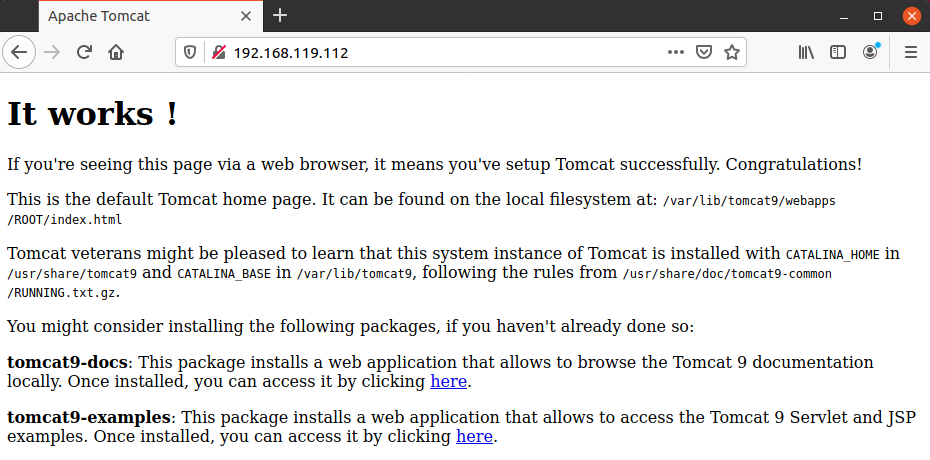 Apache Tomcat
192.168.119.112
It works !
If you're seeing this page via a web browser, it means you've setup Tomcat successfully. Congratulations!
This is the default Tomcat home page. It can be found on the local filesystem at: /var/lib/tomcat9/webapps
/ROOT/index.html
Tomcat veterans might be pleased to learn that this system instance of Tomcat is installed with CATALINA_HOME in
/usr/share/tomcat9 and CATALINA_BASE in /var/lib/tomcat9, following the rules from /usr/share/doc/tomcat9-common
/RUNNING.txt.gz.
You might consider installing the following packages, if you haven't already done so:
tomcat9-docs: This package installs a web application that allows to browse the Tomcat 9 documentation
locally. Once installed, you can access it by clicking here.
tomcat9-examples: This package installs a web application that allows to access the Tomcat 9 Servlet and JSP
examples. Once installed, you can access it by clicking here.